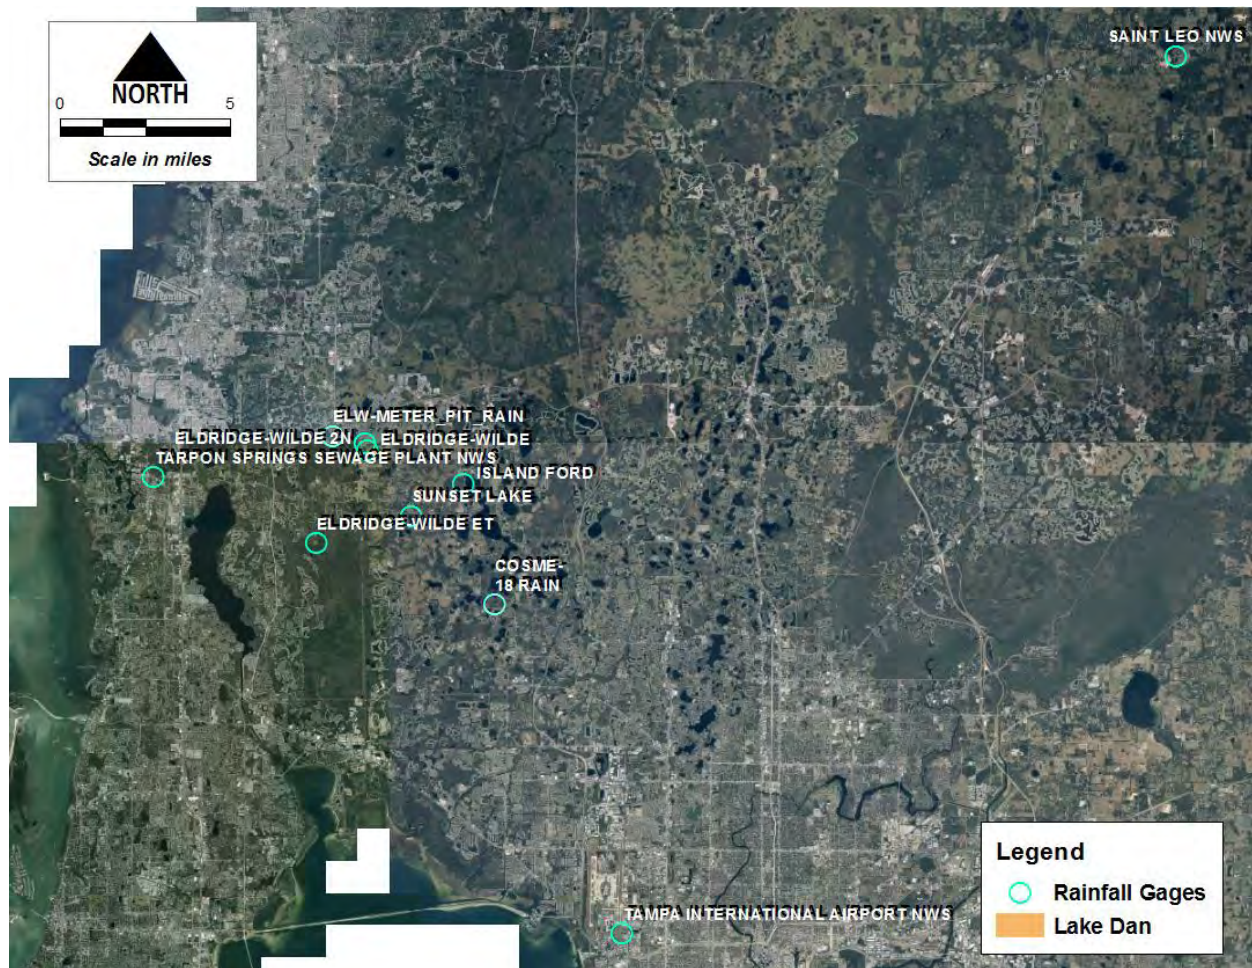 SAINT LEO NWS
NORTH
0 5
Scale in miles
ELW-METER_PIT_RAIN
ELDRIDGE-WILDE 2N
ELDRIDGE-WILDE
TARPON SPRINGS SEWAGE PLANT NWS
ISLAND FORD
SUNSET LAKE
ELDRIDGE-WILDE ET
COSME-
18 RAIN
Legend
Rainfall Gages
Lake Dan
TAMPA INTERNATIONAL AIRPORT NWS